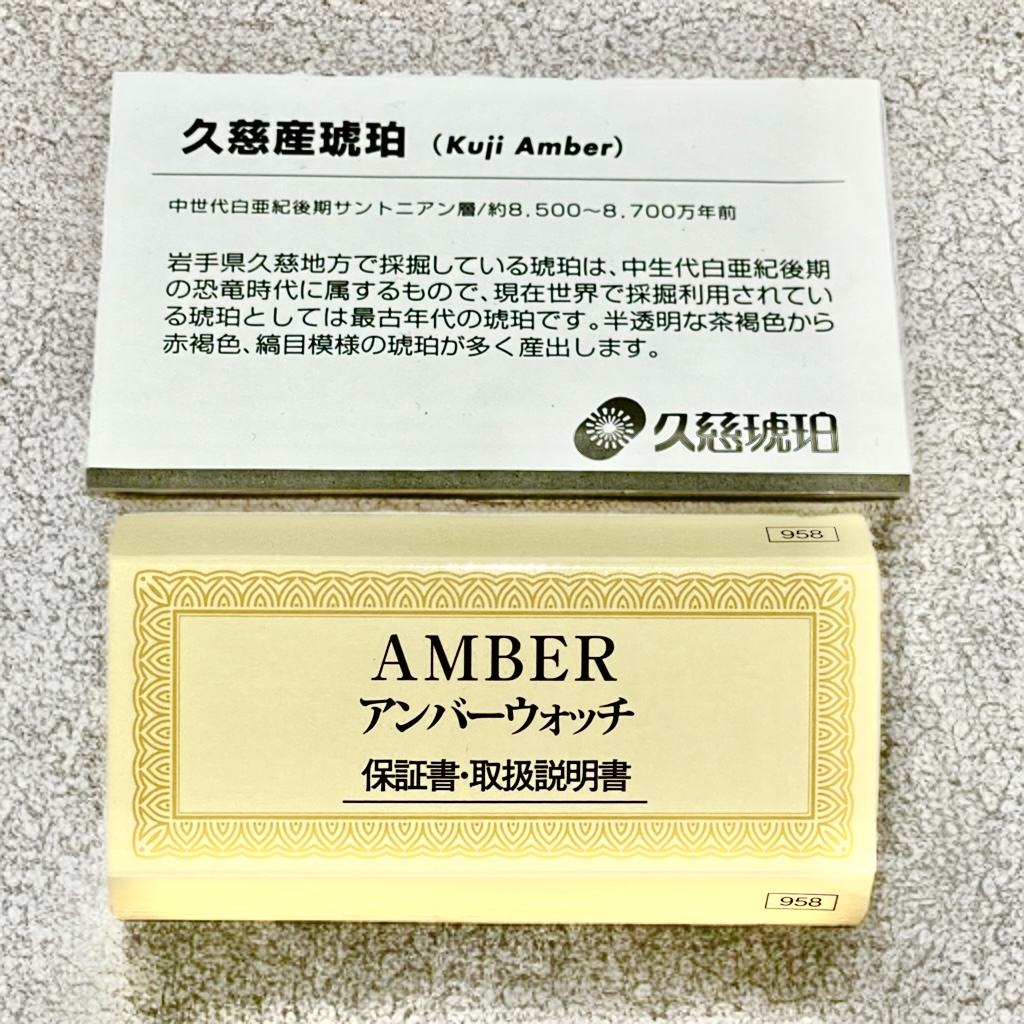 久慈産琥珀 (Kuji Amber)
中世代白亜紀後期サントニアン層/約8,500〜8,700万年前
岩手県久慈地方で採掘している琥珀は、中生代白亜紀後期
の恐竜時代に属するもので、現在世界で採掘利用されてい
る琥珀としては最古年代の琥珀です。半透明な茶褐色から
赤褐色、縞目模様の琥珀が多く産出します。
久慈琥珀
958
AMBER
アンバーウォッチ
保証書・取扱説明書
958